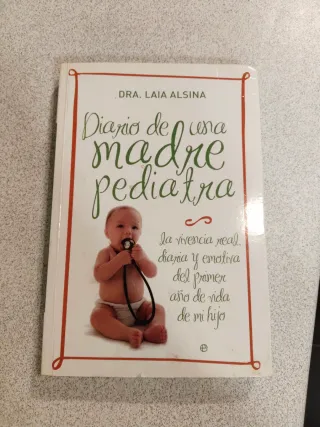 DRA. LAIA ALSINA
Diario de una
madre
pediatra
la vivencia real,
diaria y emotiva
del primer
año de vida
de mi hijo